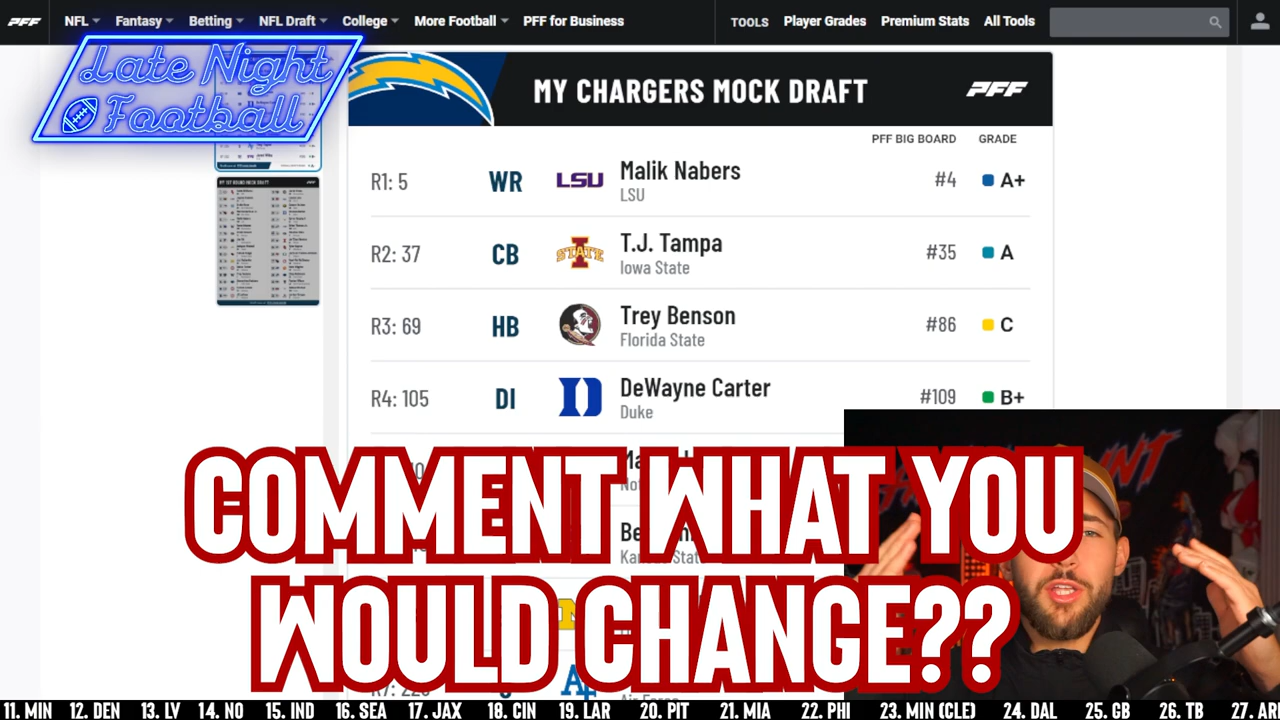 PFF NFL Fantasy Betting NFL Draft College More Football PFF for Business TOOLS Player Grades Premium Stats All Tools
Late Night
Football
MY CHARGERS MOCK DRAFT PFF
PFF BIG BOARD GRADE
R1: 5 WR LSU Malik Nabers #4 A+
LSU
R2: 37 CB STATE T.J. Tampa #35 A
Iowa State
R3: 69 HB Trey Benson #86 C
Florida State
R4: 105 DI D DeWayne Carter #109 B+
Duke
COMMENT WHAT YOU
WOULD CHANGE??
11. MIN 12. DEN 13. LV 14. NO 15. IND 16. SEA 17. JAX 18. CIN 19. LAR 20. PIT 21. MIA 22. PHI 23. MIN (CLE) 24. DAL 25. GB 26. TB 27. AR